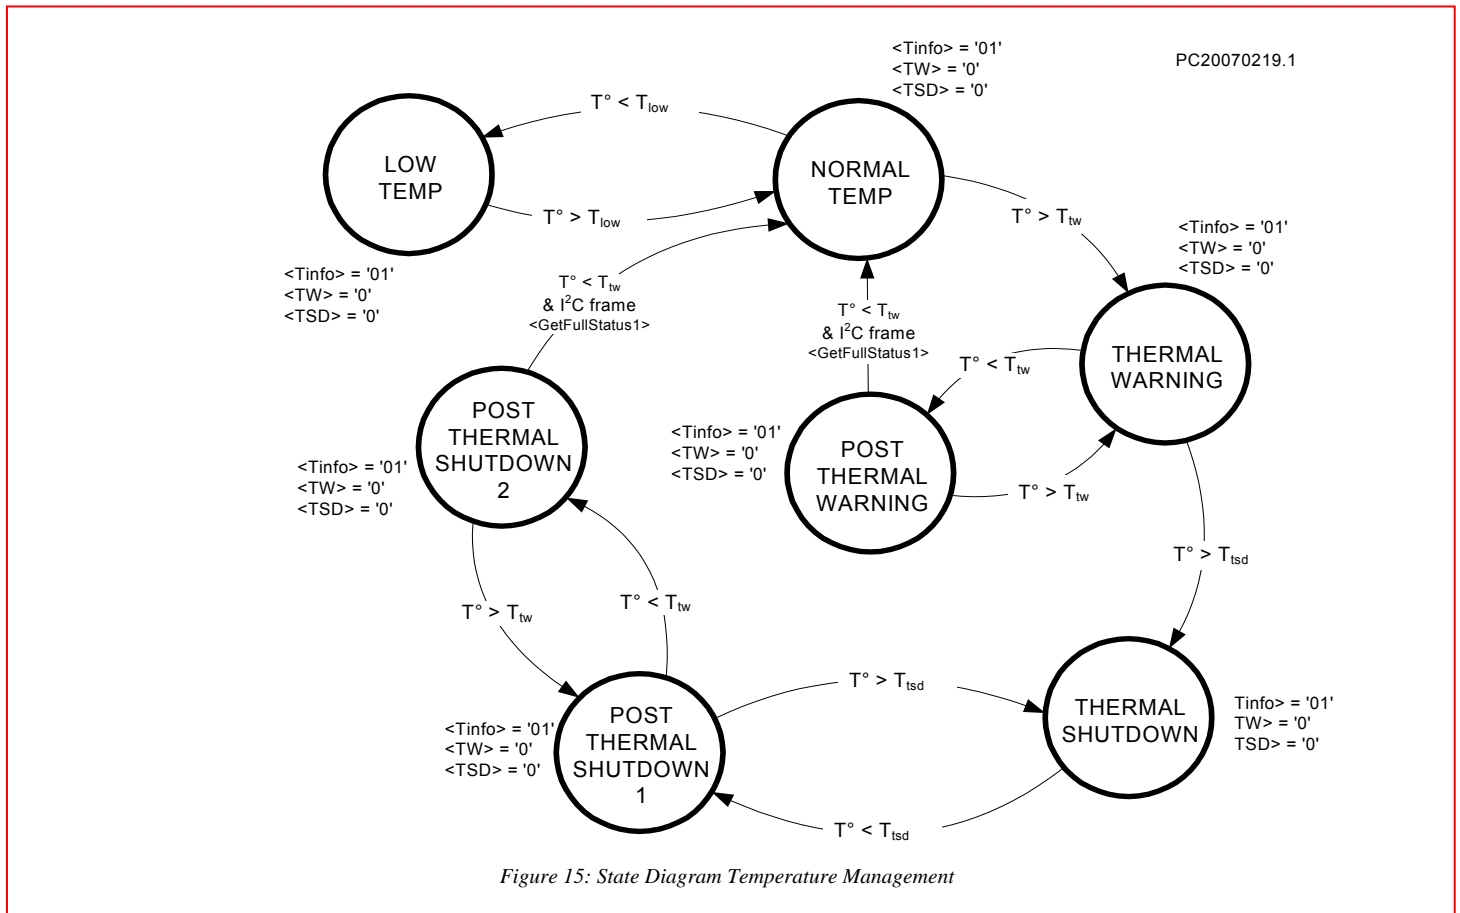 <Tinfo> = '01'
<TW> = '0'
<TSD> = '0'
PC20070219.1
T° < Tlow
LOW
TEMP
NORMAL
TEMP
T° > Tlow
T° > Ttw
<Tinfo> = '01'
<TW> = '0'
<TSD> = '0'
<Tinfo> = '01'
<TW> = '0'
<TSD> = '0'
T° < Ttw
& I²C frame
<GetFullStatus1>
T° < Ttw
& I²C frame
<GetFullStatus1>
THERMAL
WARNING
T° < Ttw
POST
THERMAL
SHUTDOWN
2
<Tinfo> = '01'
<TW> = '0'
<TSD> = '0'
<Tinfo> = '01'
<TW> = '0'
<TSD> = '0'
POST
THERMAL
WARNING
T° > Ttw
T° > Ttsd
T° > Ttw
T° < Ttw
T° > Ttsd
<Tinfo> = '01'
<TW> = '0'
<TSD> = '0'
POST
THERMAL
SHUTDOWN
1
THERMAL
SHUTDOWN
Tinfo> = '01'
TW> = '0'
TSD> = '0'
T° < Ttsd
Figure 15: State Diagram Temperature Management